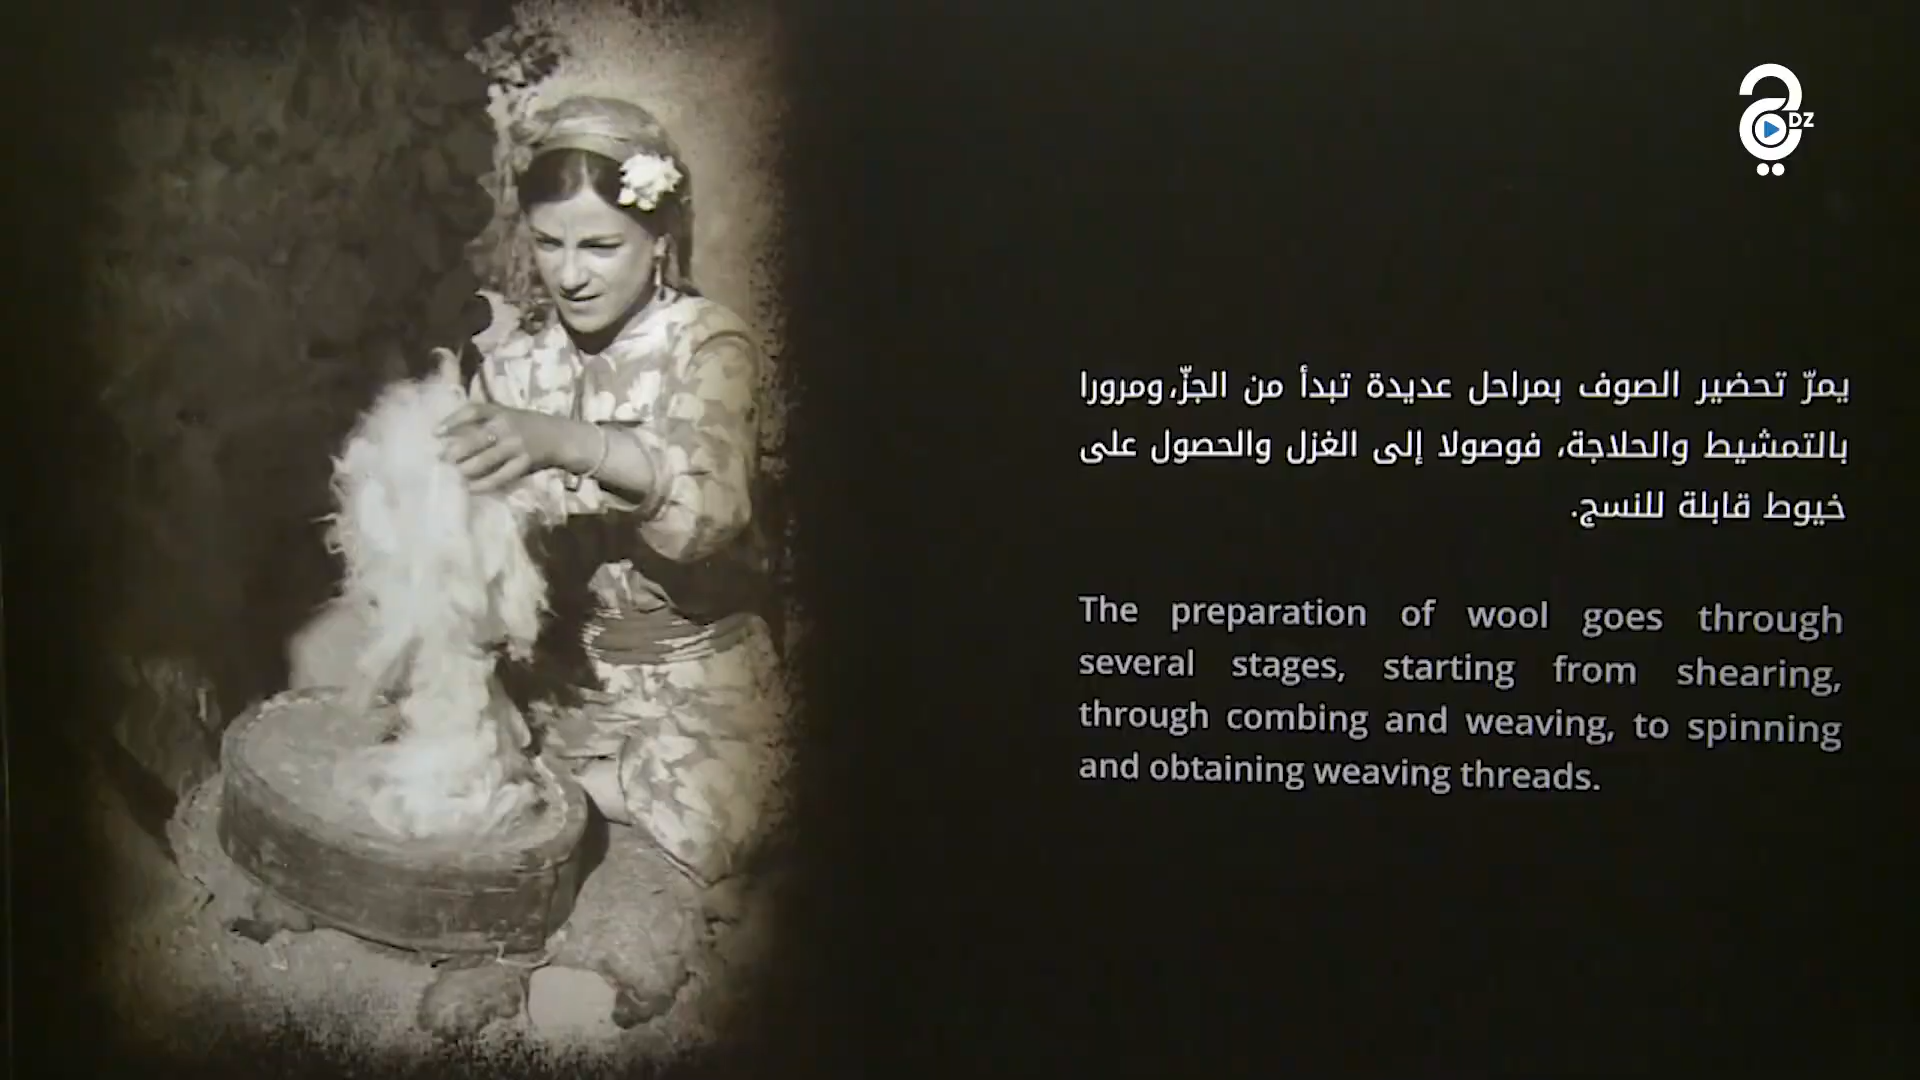 DZ
يمرّ تحضير الصوف بمراحل عديدة تبدأ من الجزّ، ومرورا
بالتمشيط والحلاجة، فوصولا إلى الغزل والحصول على
خيوط قابلة للنسج.
The preparation of wool goes through
several stages, starting from shearing,
through combing and weaving, to spinning
and obtaining weaving threads.